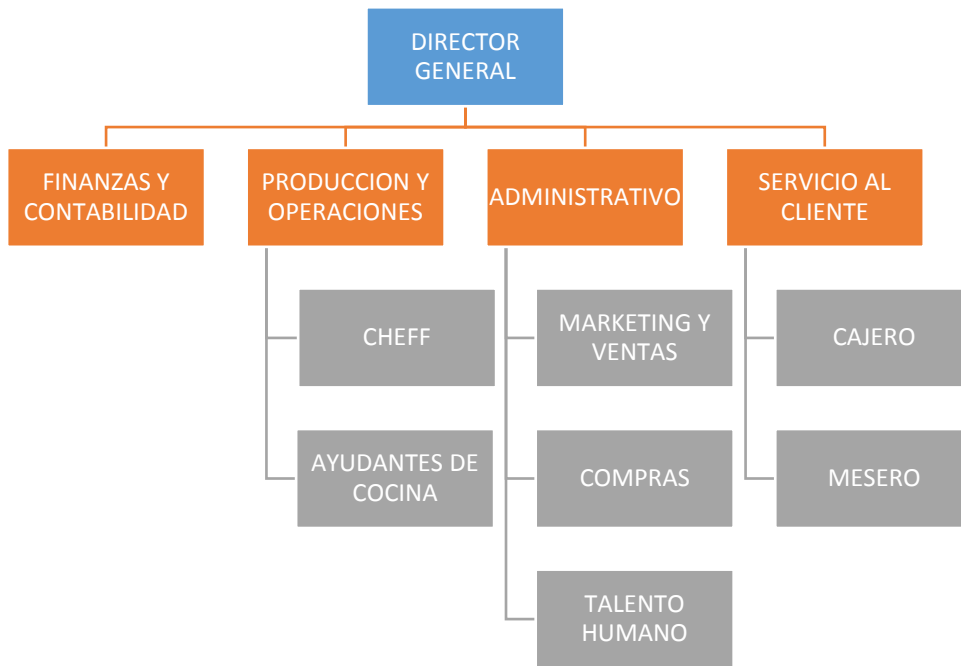 DIRECTOR
GENERAL
FINANZAS Y
CONTABILIDAD
PRODUCCION Y
OPERACIONES
ADMINISTRATIVO
SERVICIO AL
CLIENTE
CHEFF
MARKETING Y
VENTAS
CAJERO
AYUDANTES DE
COCINA
COMPRAS
MESERO
TALENTO
HUMANO